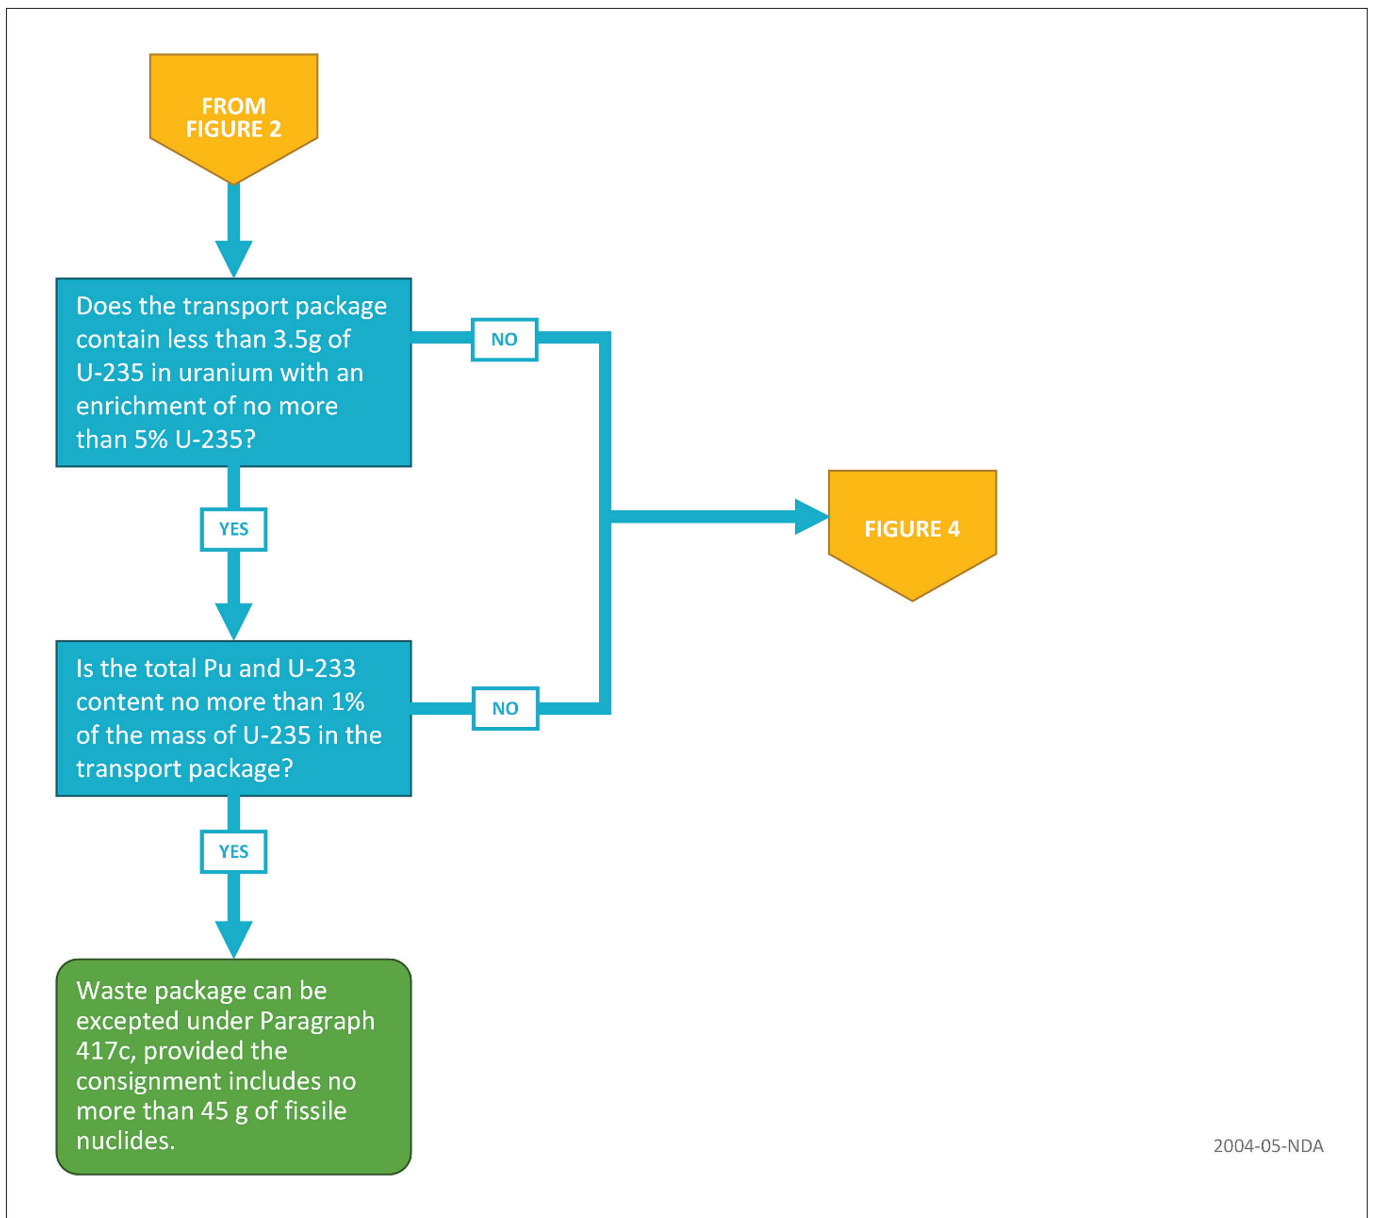 FROM
FIGURE 2
Does the transport package
contain less than 3.5g of
U-235 in uranium with an
enrichment of no more
than 5% U-235?
NO
YES
FIGURE 4
Is the total Pu and U-233
content no more than 1%
of the mass of U-235 in the
transport package?
NO
YES
Waste package can be
excepted under Paragraph
417c, provided the
consignment includes no
more than 45 g of fissile
nuclides.
2004-05-NDA